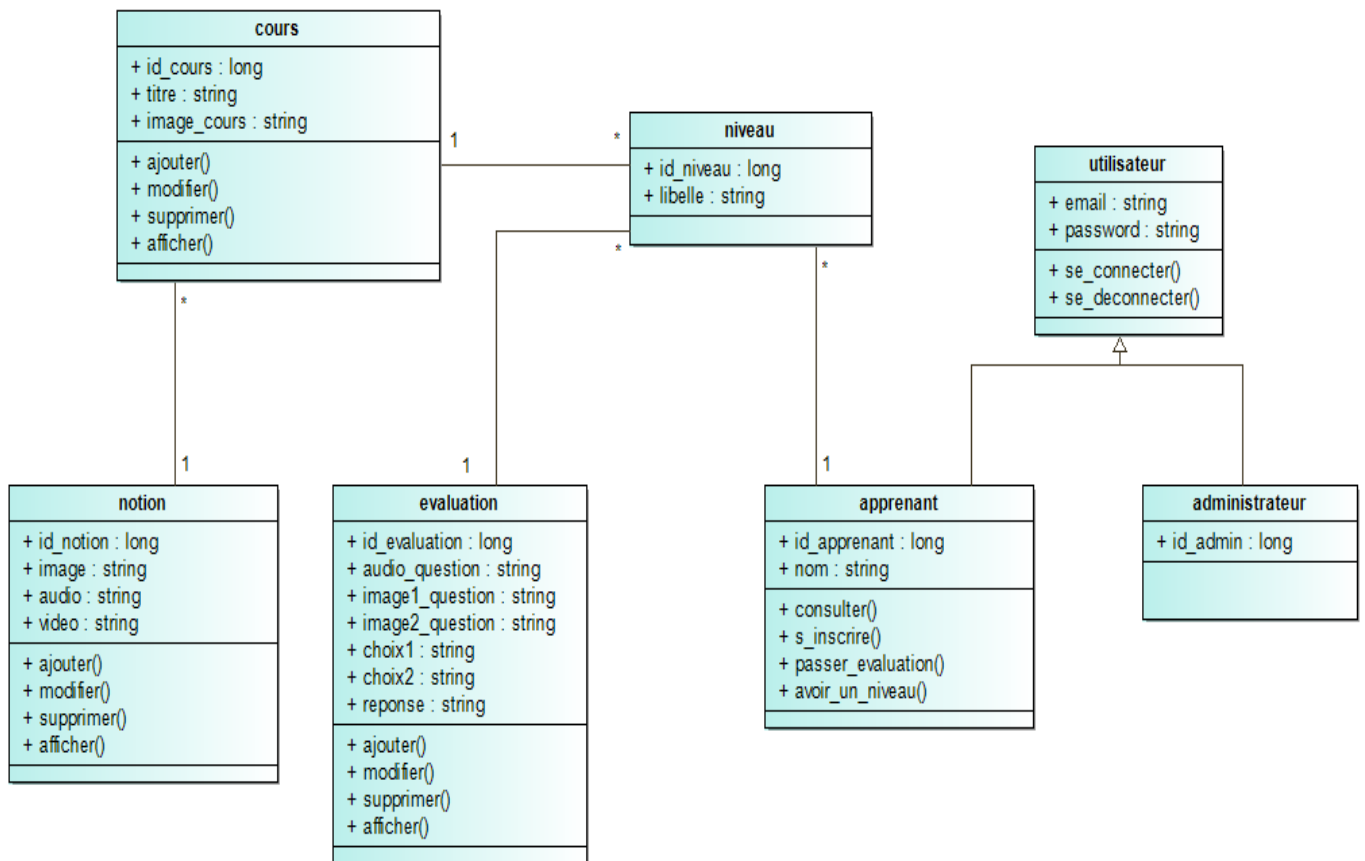 cours
+ id_cours : long
+ titre : string
+ image_cours : string
+ ajouter()
+ modifier()
+ supprimer()
+ afficher()
1
*
niveau
+ id_niveau : long
+ libelle : string
*
*
utilisateur
+ email : string
+ password : string
+ se_connecter()
+ se_deconnecter()
*
1
1
1
notion
+ id_notion : long
+ image : string
+ audio : string
+ video : string
+ ajouter()
+ modifier()
+ supprimer()
+ afficher()
evaluation
+ id_evaluation : long
+ audio_question : string
+ image1_question : string
+ image2_question : string
+ choix1 : string
+ choix2 : string
+ reponse : string
+ ajouter()
+ modifier()
+ supprimer()
+ afficher()
apprenant
+ id_apprenant : long
+ nom : string
+ consulter()
+ s_inscrire()
+ passer_evaluation()
+ avoir_un_niveau()
administrateur
+ id_admin : long